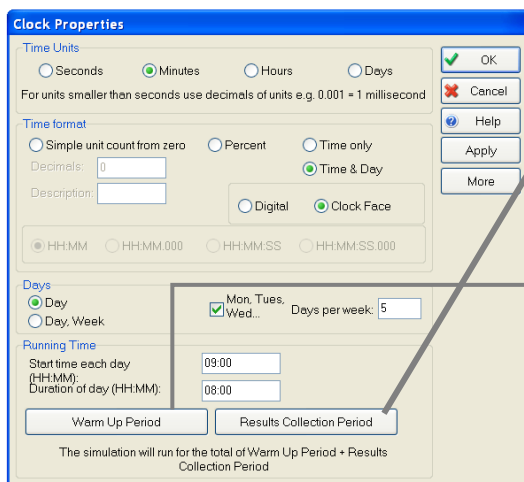 Clock Properties
Time Units
Seconds Minutes Hours Days
For units smaller than seconds use decimals of units e.g. 0.001 = 1 millisecond
OK
Cancel
Help
Apply
More
Time format
Simple unit count from zero Percent Time only
Decimals: 0 Time & Day
Description:
Digital Clock Face
HH:MM HH:MM.000 HH:MM:SS HH:MM:SS.000
Days
Day
Day, Week
Mon, Tues,
Wed...
Days per week: 5
Running Time
Start time each day
(HH:MM): 09:00
Duration of day (HH:MM): 08:00
Warm Up Period Results Collection Period
The simulation will run for the total of Warm Up Period + Results
Collection Period